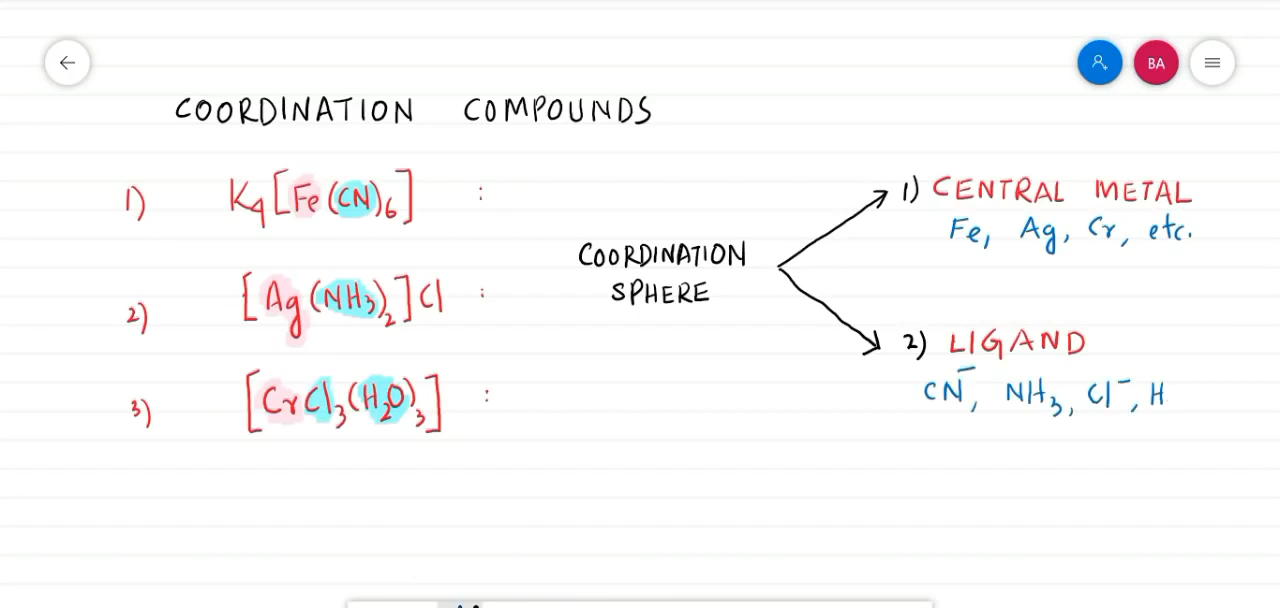 BA
COORDINATION COMPOUNDS
1) K4[Fe(CN)6] :
2) [Ag(NH3)2]Cl :
3) [CrCl3(H2O)3] :
COORDINATION
SPHERE
1) CENTRAL METAL
Fe, Ag, Cr, etc.
2) LIGAND
CN⁻, NH3, Cl⁻, H